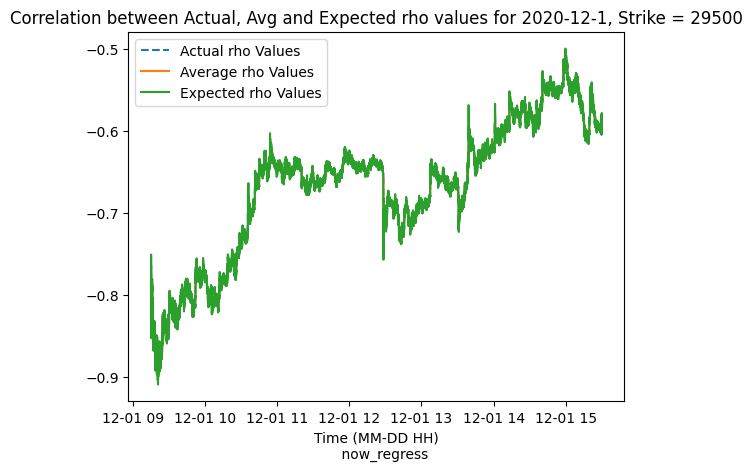 Correlation between Actual, Avg and Expected rho values for 2020-12-1, Strike = 29500
Actual rho Values
Average rho Values
Expected rho Values
−0.5
−0.6
−0.7
−0.8
−0.9
12-01 09 12-01 10 12-01 11 12-01 12 12-01 13 12-01 14 12-01 15
Time (MM-DD HH)
now_regress